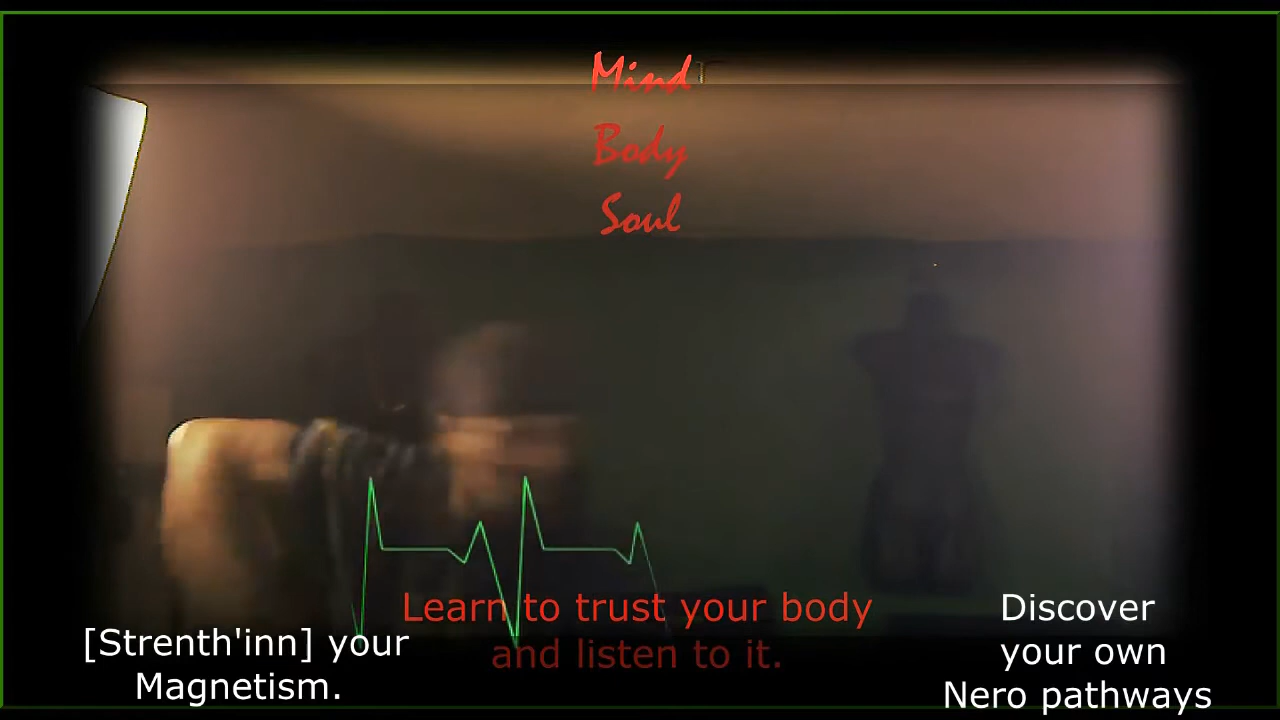 Mind
Body
Soul
Learn to trust your body
and listen to it.
[Strenth'inn] your
Magnetism.
Discover
your own
Nero pathways